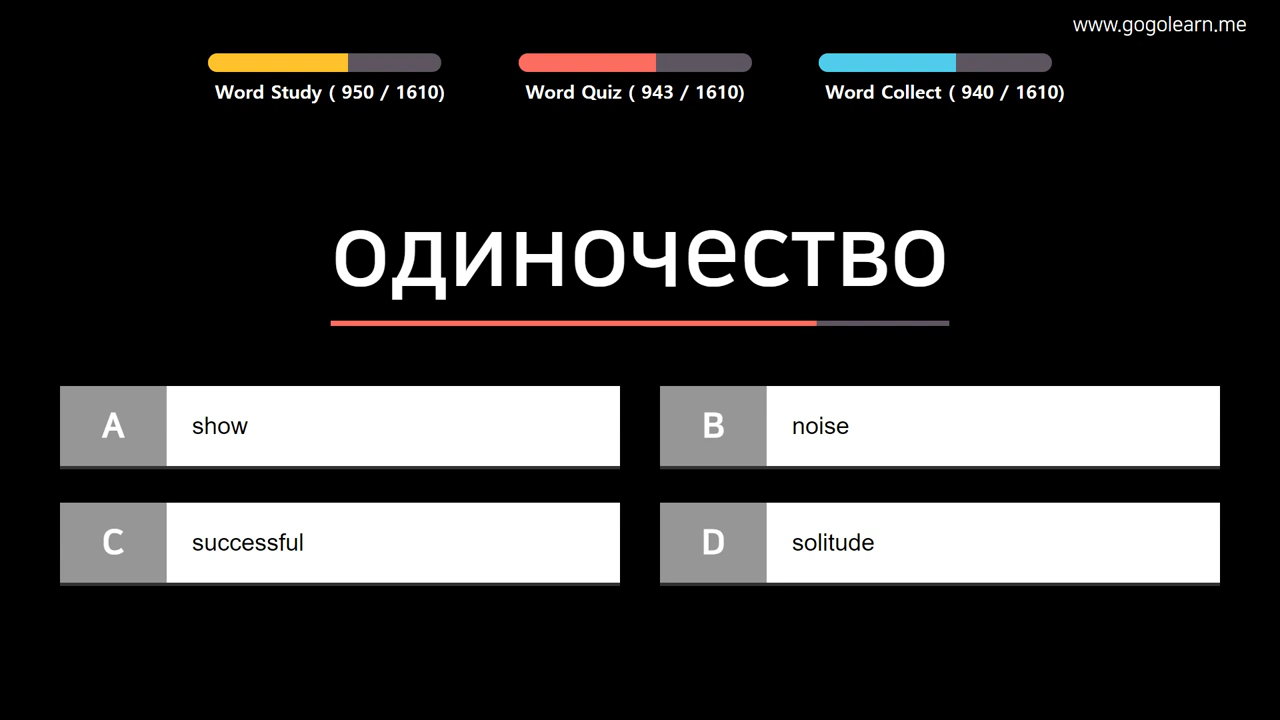 www.gogolearn.me
Word Study ( 950 / 1610)
Word Quiz ( 943 / 1610)
Word Collect ( 940 / 1610)
одиночество
A show
B noise
C successful
D solitude